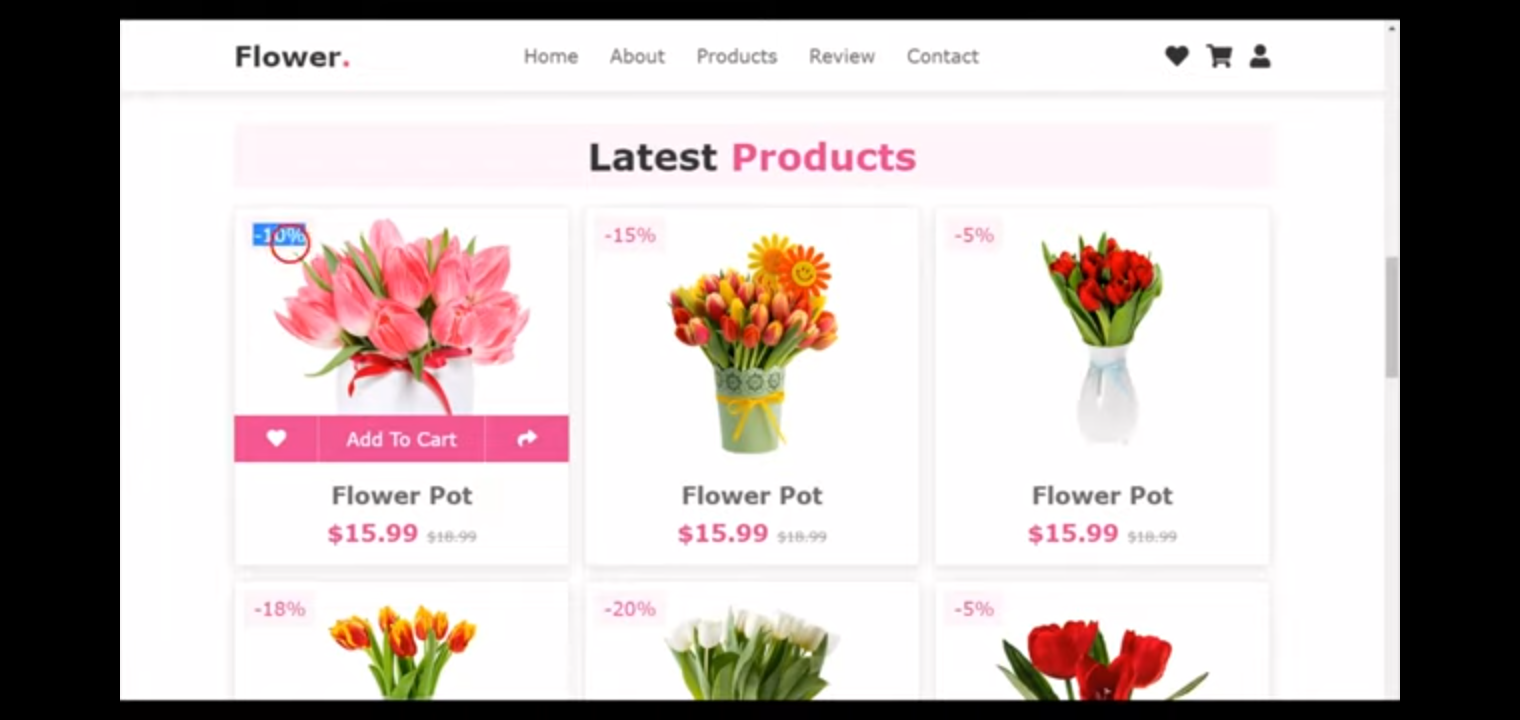 Flower. Home About Products Review Contact
Latest Products
-10% -15% -5%
Add To Cart
Flower Pot Flower Pot Flower Pot
$15.99 $18.99 $15.99 $18.99 $15.99 $18.99
-18% -20% -5%